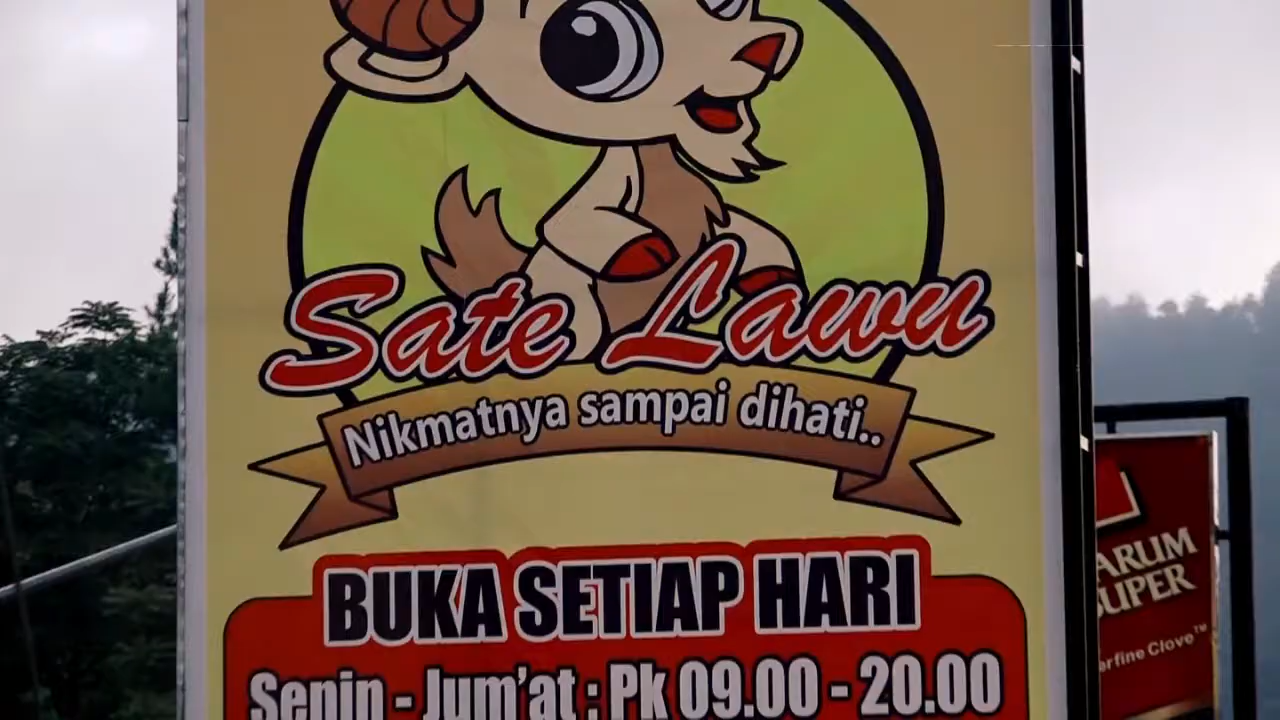 Sate Lawu
Nikmatnya sampai dihati..
BUKA SETIAP HARI
Senin - Jum'at : Pk 09.00 - 20.00
ARUM
SUPER
erfine Clove™